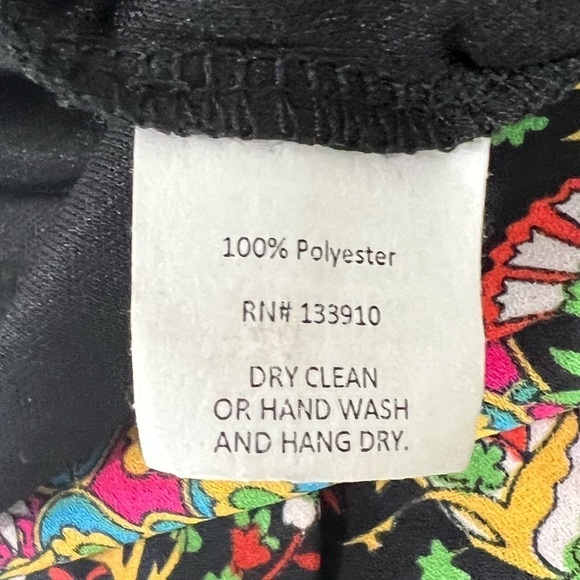 100% Polyester
RN# 133910
DRY CLEAN
OR HAND WASH
AND HANG DRY.